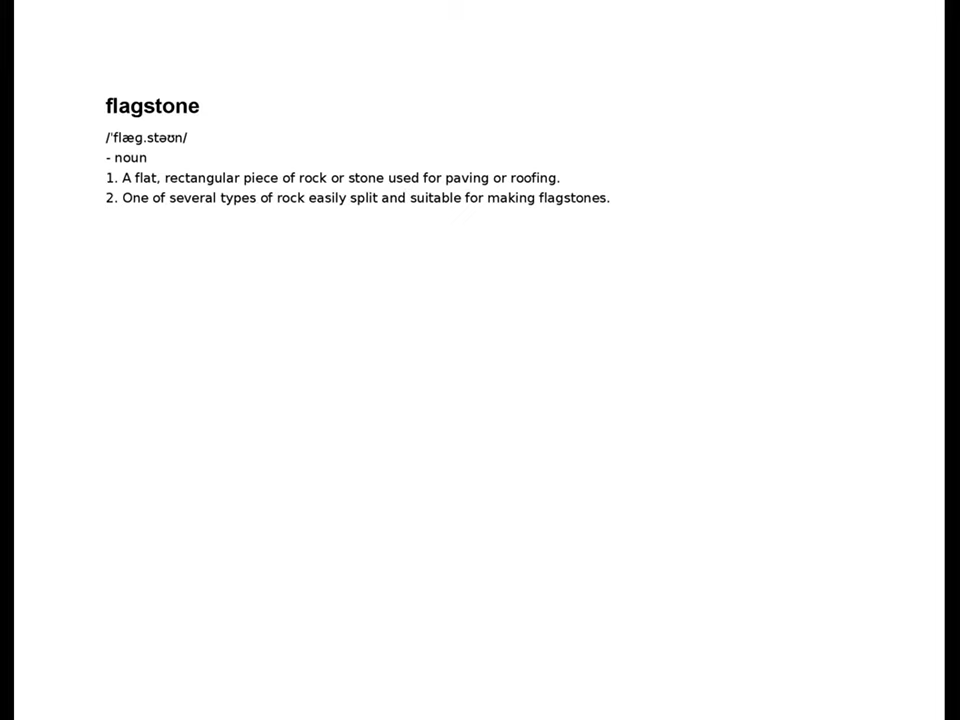 flagstone
/ˈflæɡ.stəʊn/
- noun
1. A flat, rectangular piece of rock or stone used for paving or roofing.
2. One of several types of rock easily split and suitable for making flagstones.